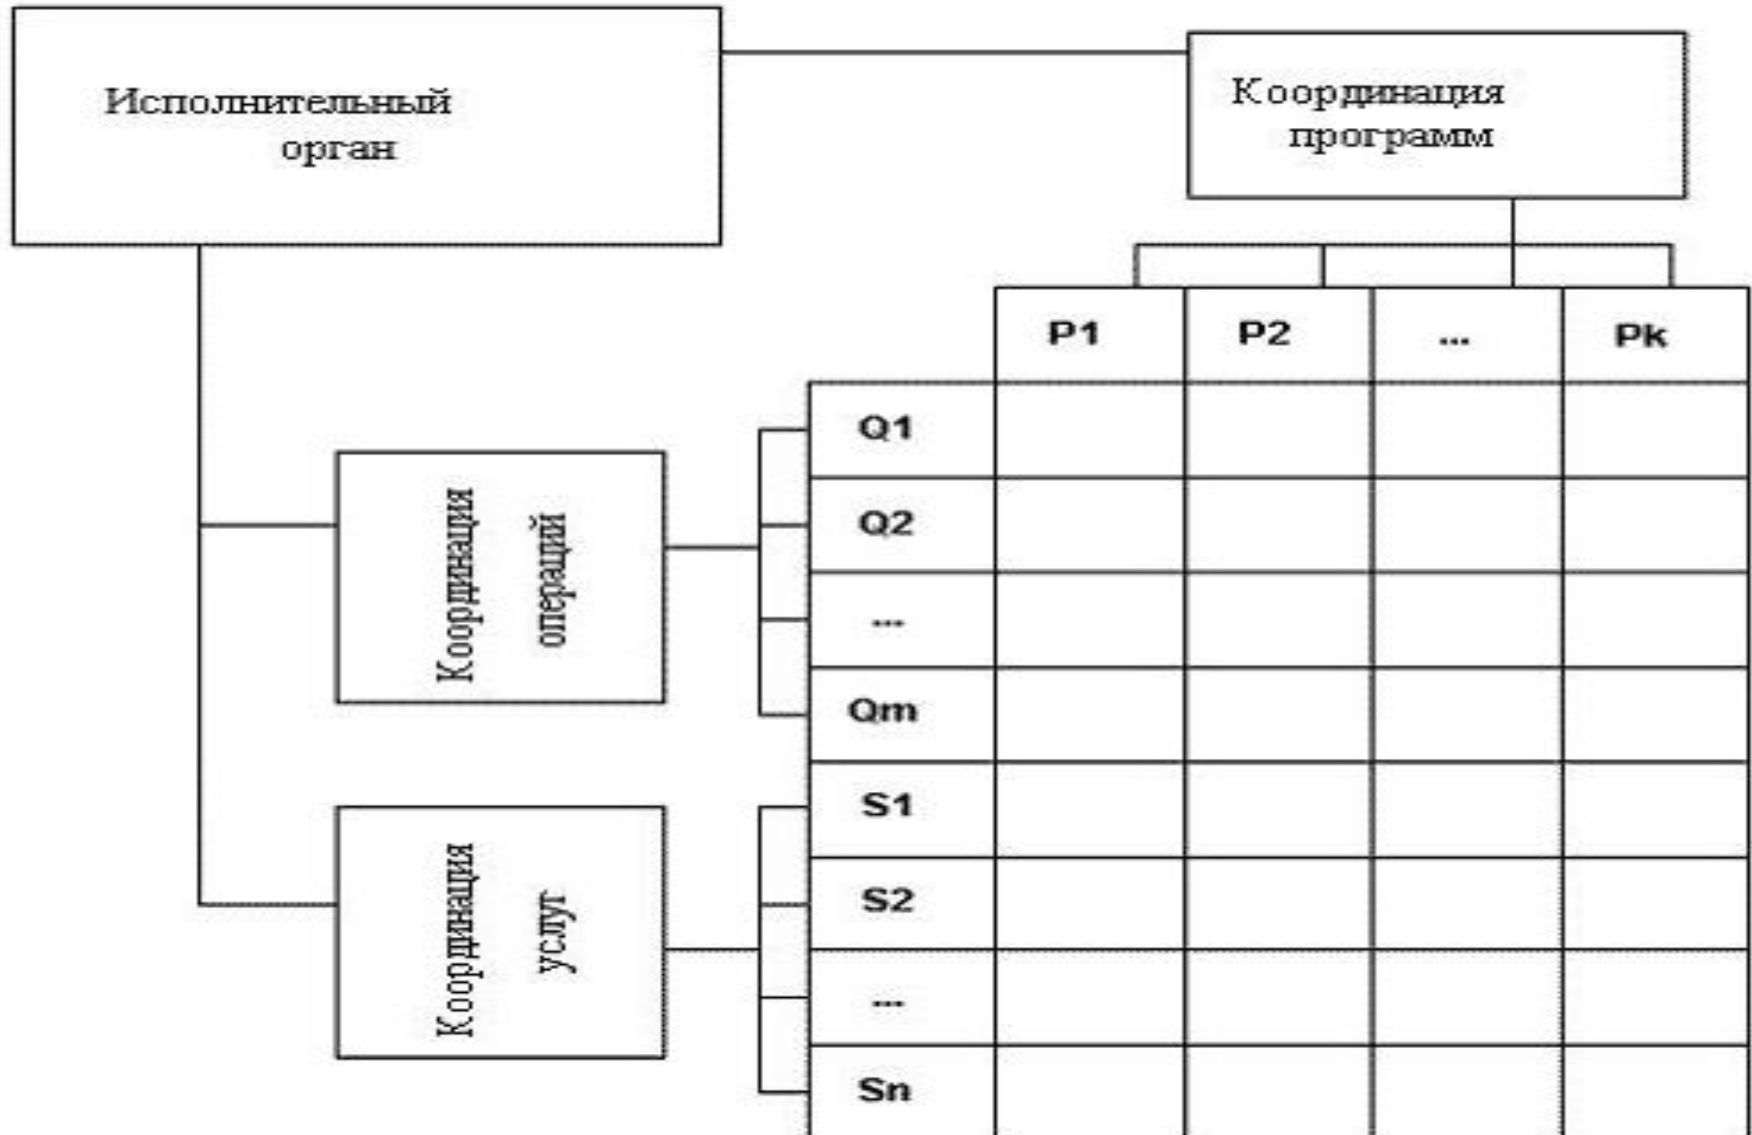 Исполнительный
орган
Координация
программ
P1 P2 ... Pk
Координация
операций
Q1
Q2
...
Qm
Координация
услуг
S1
S2
...
Sn